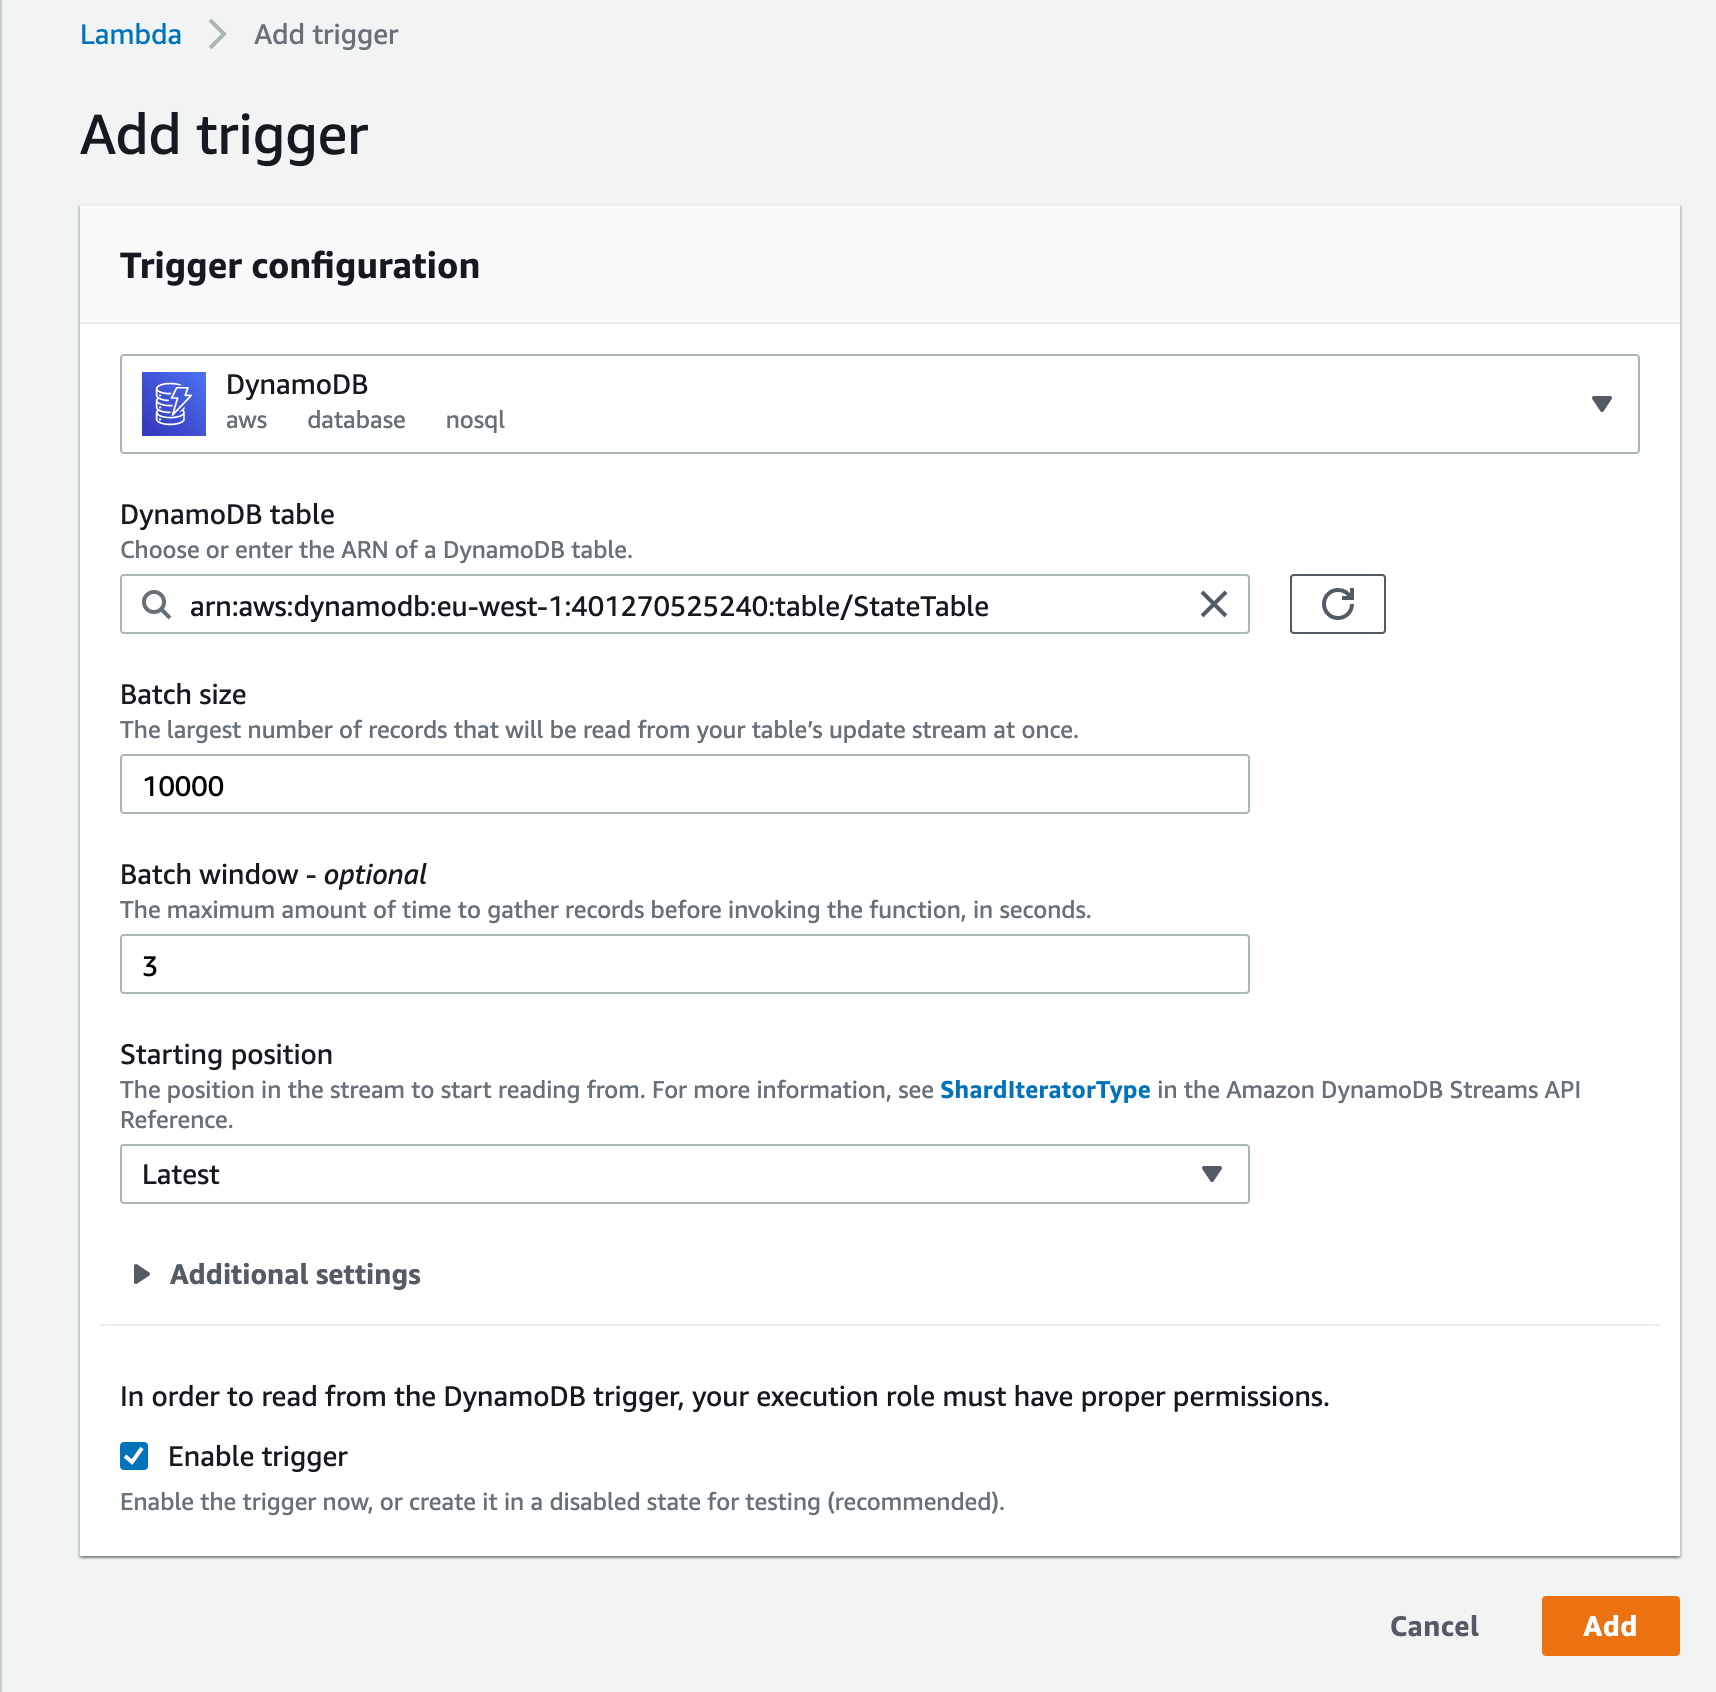 Lambda Add trigger
Add trigger
Trigger configuration
DynamoDB
aws database nosql
DynamoDB table
Choose or enter the ARN of a DynamoDB table.
arn:aws:dynamodb:eu-west-1:401270525240:table/StateTable
Batch size
The largest number of records that will be read from your table’s update stream at once.
10000
Batch window - optional
The maximum amount of time to gather records before invoking the function, in seconds.
3
Starting position
The position in the stream to start reading from. For more information, see ShardIteratorType in the Amazon DynamoDB Streams API
Reference.
Latest
Additional settings
In order to read from the DynamoDB trigger, your execution role must have proper permissions.
Enable trigger
Enable the trigger now, or create it in a disabled state for testing (recommended).
Cancel Add